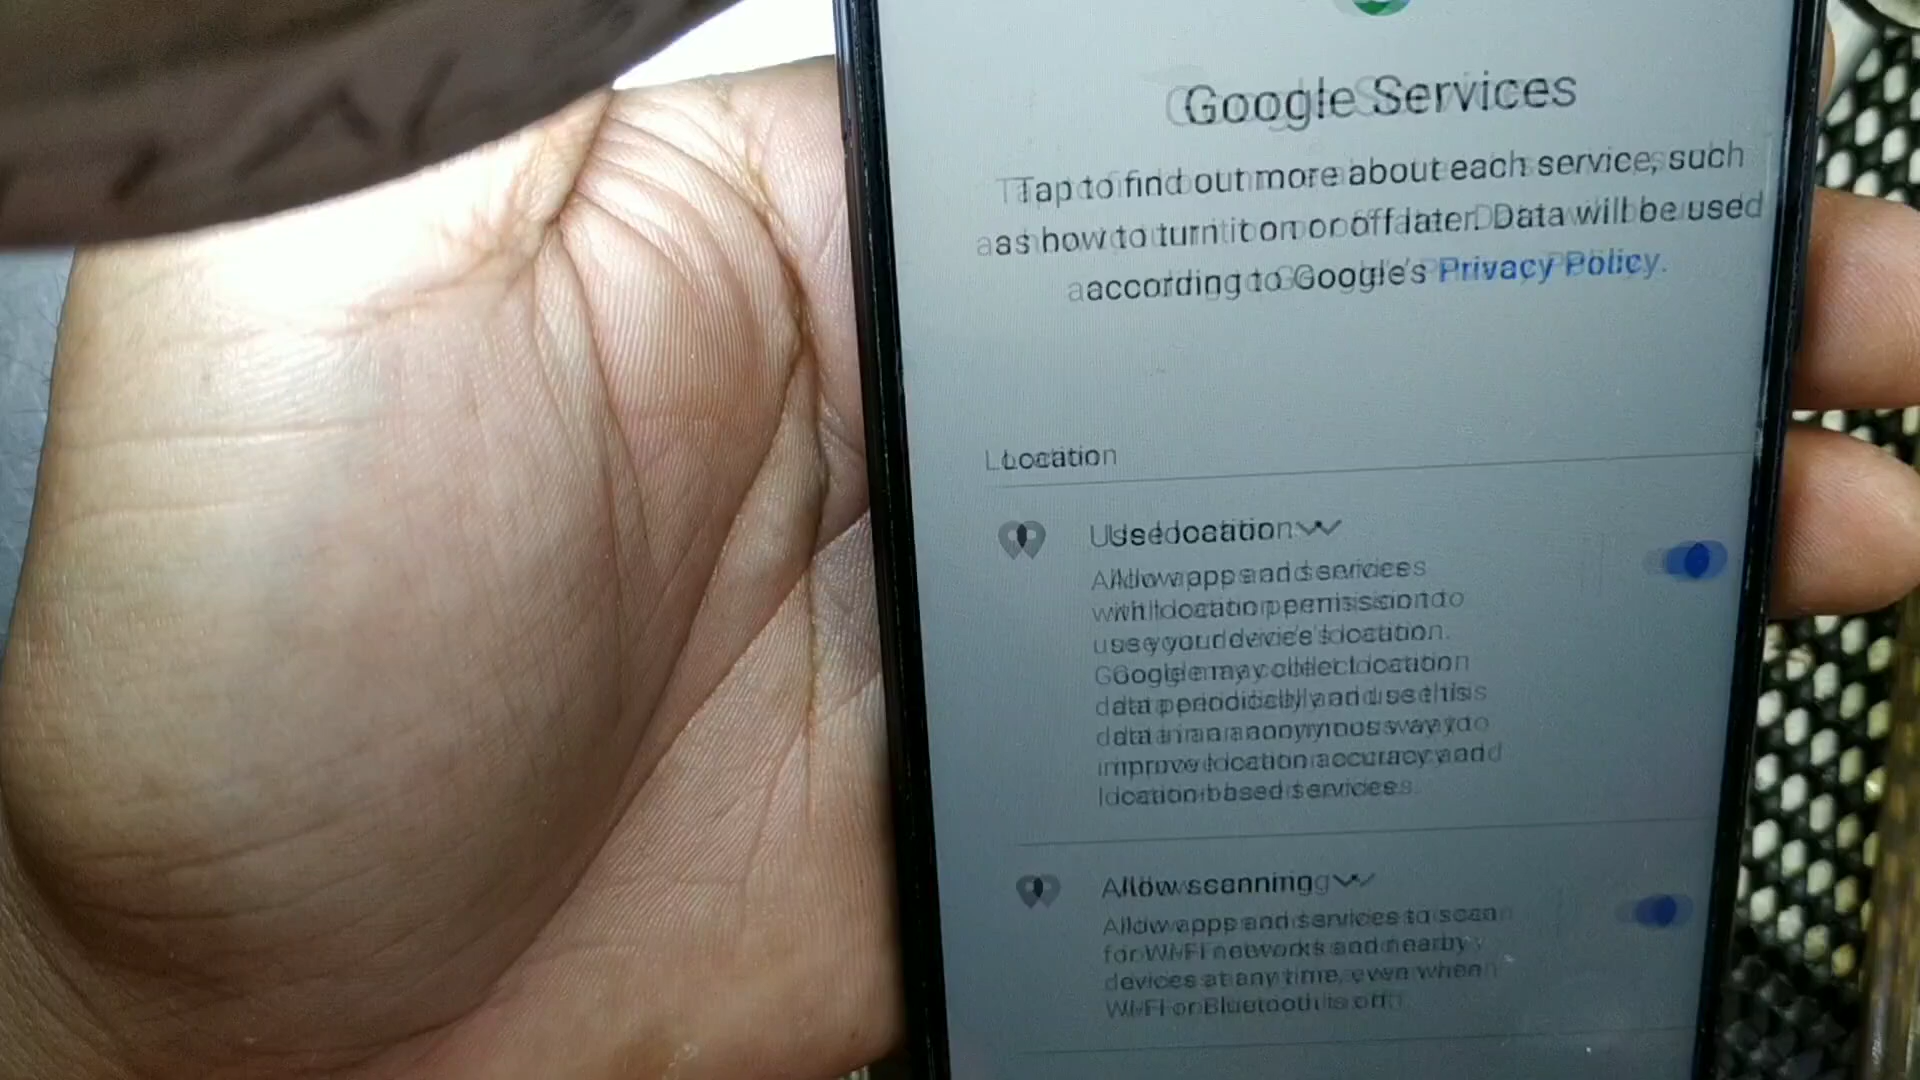 Google Services
Tap to find out more about each service, such
as how to turn it on or off later. Data will be used
according to Google's Privacy Policy.
Location
Use location
Allow apps and services
with location permission to
use your device's location.
Google may collect location
data periodically and use this
data in an anonymous way to
improve location accuracy and
location-based services.
Allow scanning
Allow apps and services to scan
for Wi-Fi networks and nearby
devices at any time, even when
Wi-Fi or Bluetooth is off.